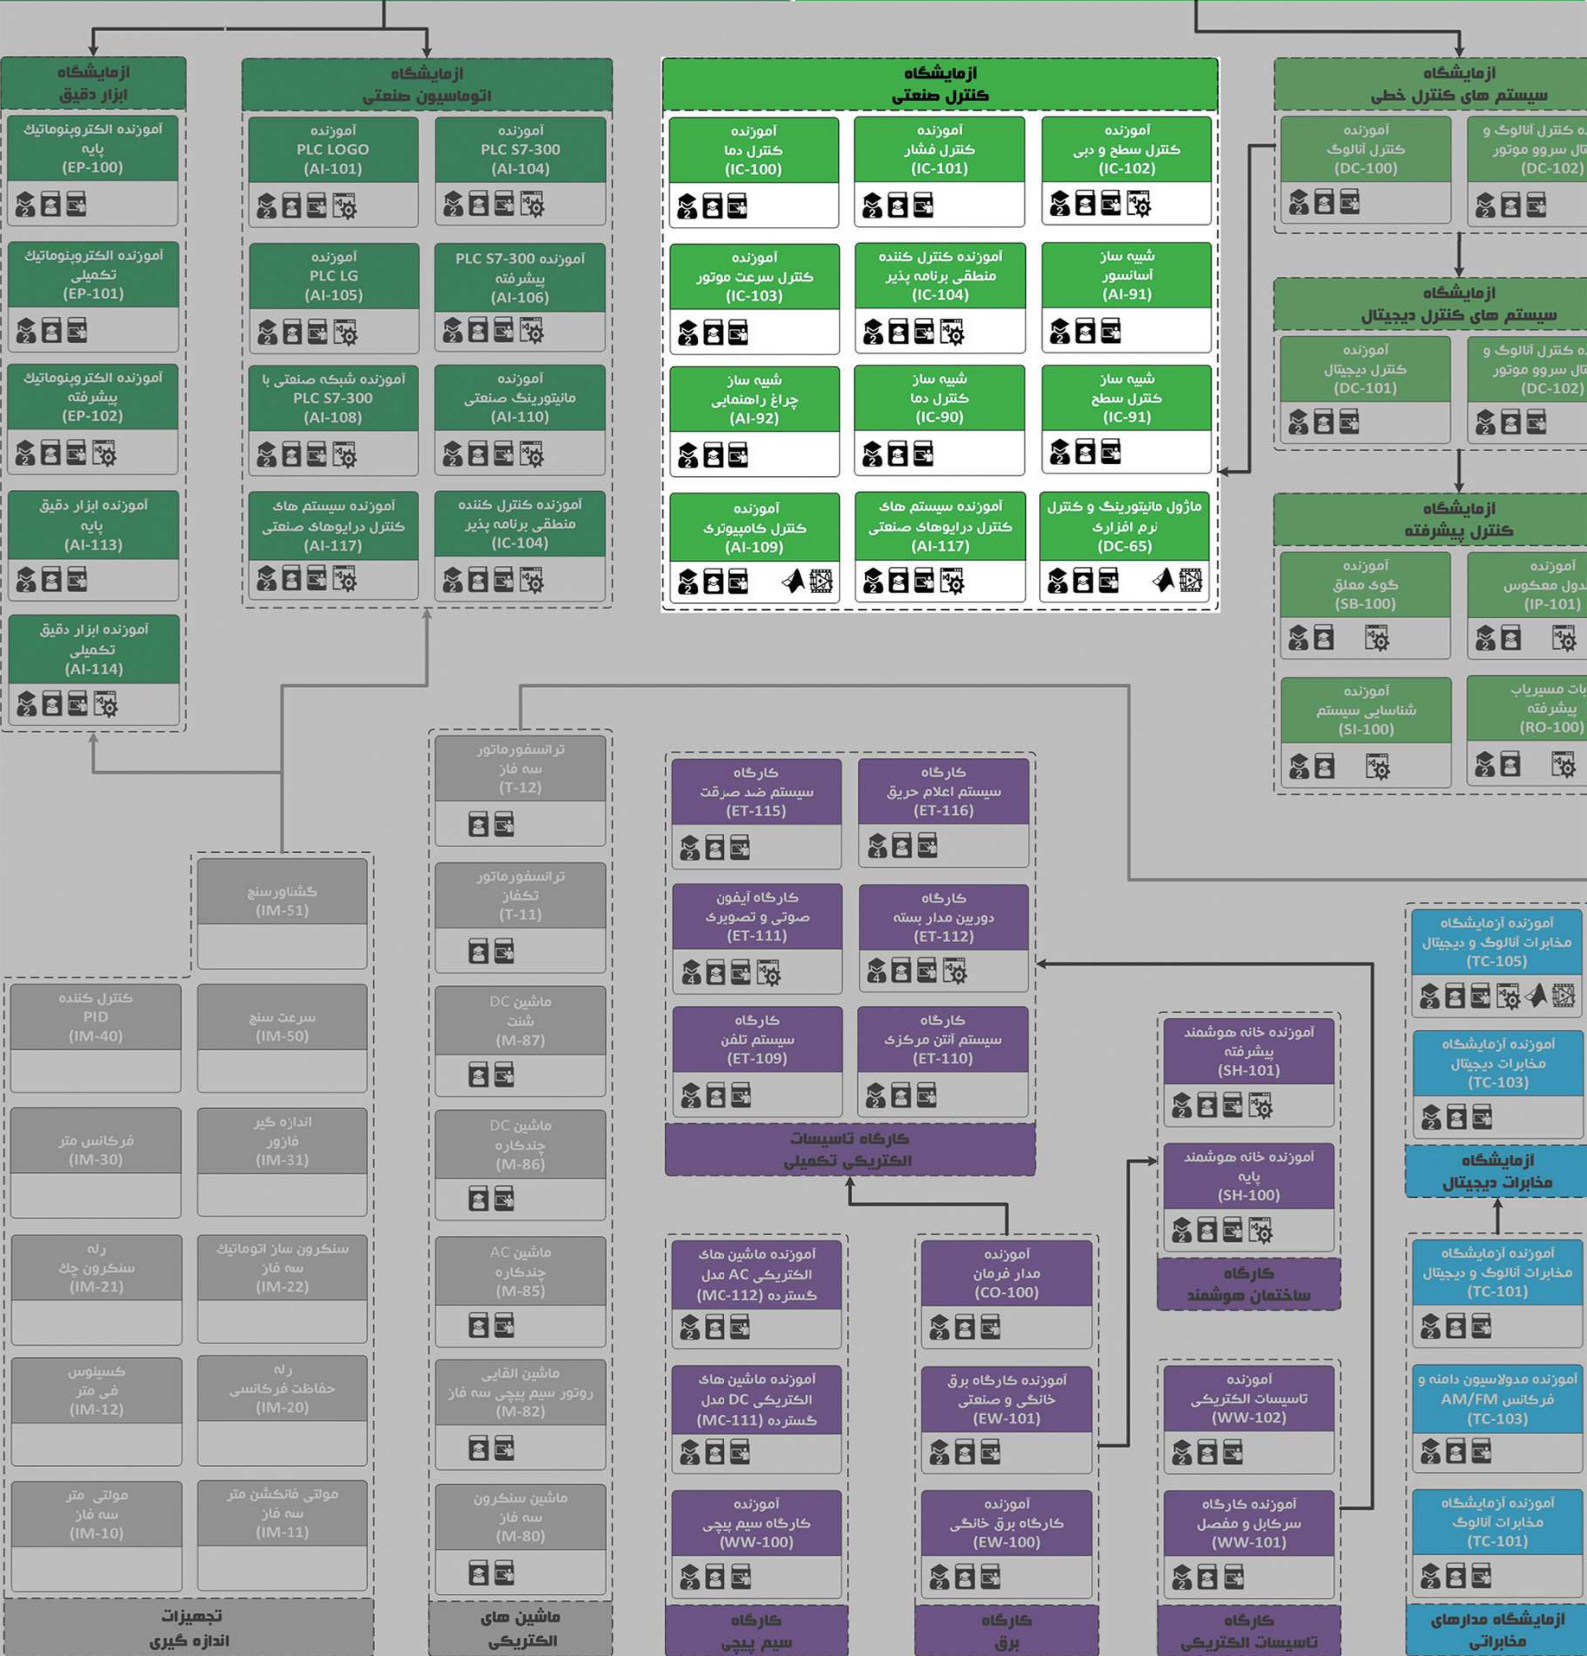 آزمایشگاه
ابزار دقیق
آموزنده الکتروپنوماتیک
پایه
(EP-100)
آموزنده الکتروپنوماتیک
تکمیلی
(EP-101)
آموزنده الکتروپنوماتیک
پیشرفته
(EP-102)
آموزنده ابزار دقیق
پایه
(AI-113)
آموزنده ابزار دقیق
تکمیلی
(AI-114)
آزمایشگاه
اتوماسیون صنعتی
آموزنده
PLC S7-300
(AI-104)
آموزنده
PLC LOGO
(AI-101)
آموزنده PLC S7-300
پیشرفته
(AI-106)
آموزنده
PLC LG
(AI-105)
آموزنده
مانیتورینگ صنعتی
(AI-110)
آموزنده شبکه صنعتی با
PLC S7-300
(AI-108)
آموزنده کنترل کننده
منطقی برنامه پذیر
(IC-104)
آموزنده سیستم های
کنترل درایوهای صنعتی
(AI-117)
آزمایشگاه
کنترل صنعتی
آموزنده
کنترل سطح و دبی
(IC-102)
آموزنده
کنترل فشار
(IC-101)
آموزنده
کنترل دما
(IC-100)
شبیه ساز
آسانسور
(AI-91)
آموزنده کنترل کننده
منطقی برنامه پذیر
(IC-104)
آموزنده
کنترل سرعت موتور
(IC-103)
شبیه ساز
کنترل سطح
(IC-91)
شبیه ساز
کنترل دما
(IC-90)
شبیه ساز
چراغ راهنمایی
(AI-92)
ماژول مانیتورینگ و کنترل
نرم افزاری
(DC-65)
آموزنده سیستم های
کنترل درایوهای صنعتی
(AI-117)
آموزنده
کنترل کامپیوتری
(AI-109)
آزمایشگاه
سیستم های کنترل خطی
کنترل آنالوگ و
سروو موتور
(DC-102)
آموزنده
کنترل آنالوگ
(DC-100)
آزمایشگاه
سیستم های کنترل دیجیتال
کنترل آنالوگ و
سروو موتور
(DC-102)
آموزنده
کنترل دیجیتال
(DC-101)
آزمایشگاه
کنترل پیشرفته
آموزنده
معکوس
(IP-101)
آموزنده
گوی معلق
(SB-100)
مسیریاب
پیشرفته
(RO-100)
آموزنده
شناسایی سیستم
(SI-100)
گشتاورسنج
(IM-51)
سرعت سنج
(IM-50)
کنترل کننده
PID
(IM-40)
اندازه گیر
فازور
(IM-31)
فرکانس متر
(IM-30)
سنکرون ساز اتوماتیک
سه فاز
(IM-22)
رله
سنکرون چک
(IM-21)
رله
حفاظت فرکانسی
(IM-20)
کسینوس
فی متر
(IM-12)
مولتی فانکشن متر
سه فاز
(IM-11)
مولتی متر
سه فاز
(IM-10)
تجهیزات
اندازه گیری
ترانسفورماتور
سه فاز
(T-12)
ترانسفورماتور
تکفاز
(T-11)
ماشین DC
شنت
(M-87)
ماشین DC
چندکاره
(M-86)
ماشین AC
چندکاره
(M-85)
ماشین القایی
روتور سیم پیچی سه فاز
(M-82)
ماشین سنکرون
سه فاز
(M-80)
ماشین های
الکتریکی
کارگاه
سیستم اعلام حریق
(ET-116)
کارگاه
سیستم ضد صرقت
(ET-115)
کارگاه
دوربین مدار بسته
(ET-112)
کارگاه آیفون
صوتی و تصویری
(ET-111)
کارگاه
سیستم آنتن مرکزی
(ET-110)
کارگاه
سیستم تلفن
(ET-109)
کارگاه تاسیسات
الکتریکی تکمیلی
آموزنده ماشین های
الکتریکی AC مدل
گسترده (MC-112)
آموزنده ماشین های
الکتریکی DC مدل
گسترده (MC-111)
آموزنده
کارگاه سیم پیچی
(WW-100)
کارگاه
سیم پیچی
آموزنده
مدار فرمان
(CO-100)
آموزنده کارگاه برق
خانگی و صنعتی
(EW-101)
آموزنده
کارگاه برق خانگی
(EW-100)
کارگاه
برق
آموزنده خانه هوشمند
پیشرفته
(SH-101)
آموزنده خانه هوشمند
پایه
(SH-100)
کارگاه
ساختمان هوشمند
آموزنده
تاسیسات الکتریکی
(WW-102)
آموزنده کارگاه
سرکابل و مفصل
(WW-101)
کارگاه
تاسیسات الکتریکی
آموزنده آزمایشگاه
مخابرات آنالوگ و دیجیتال
(TC-105)
آموزنده آزمایشگاه
مخابرات دیجیتال
(TC-103)
آزمایشگاه
مخابرات دیجیتال
آموزنده آزمایشگاه
مخابرات آنالوگ و دیجیتال
(TC-101)
آموزنده مدولاسیون دامنه و
فرکانس AM/FM
(TC-103)
آموزنده آزمایشگاه
مخابرات آنالوگ
(TC-101)
آزمایشگاه مدارهای
مخابراتی